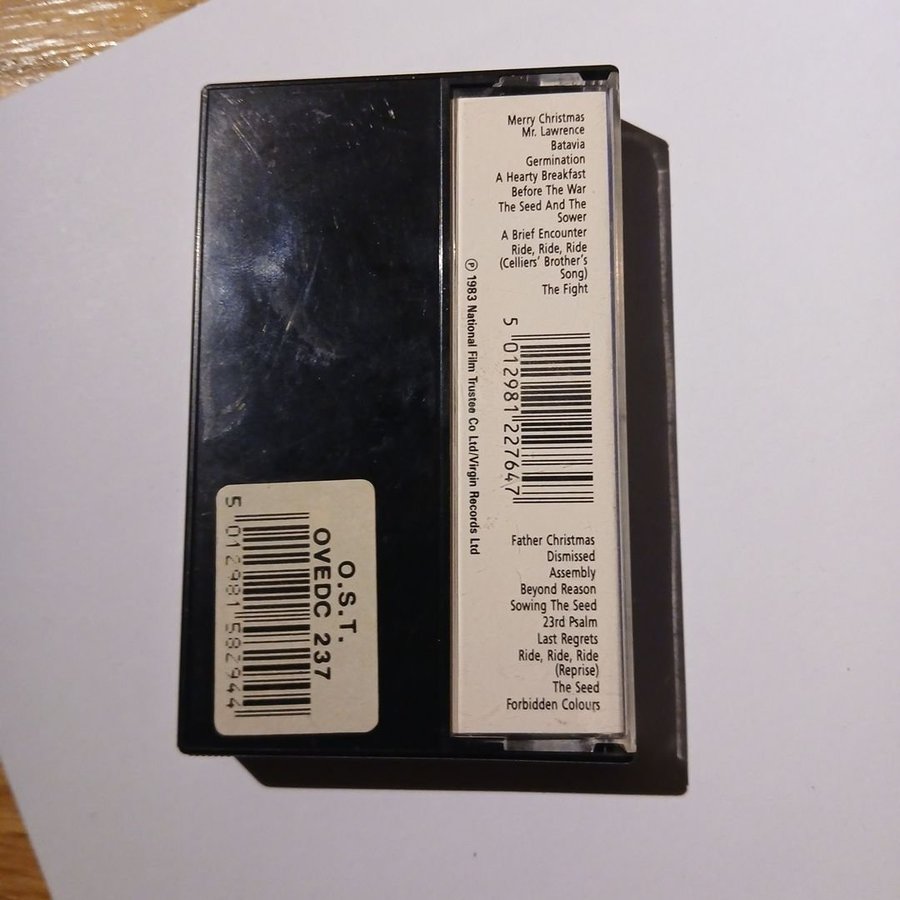 Merry Christmas
Mr. Lawrence
Batavia
Germination
A Hearty Breakfast
Before The War
The Seed And The
Sower
A Brief Encounter
Ride, Ride, Ride
(Celliers' Brother's
Song)
The Fight
5 012981 227647
Father Christmas
Dismissed
Assembly
Beyond Reason
Sowing The Seed
23rd Psalm
Last Regrets
Ride, Ride, Ride
(Reprise)
The Seed
Forbidden Colours
℗ 1983 National Film Trustee Co Ltd/Virgin Records Ltd
O.S.T.
OVEDC 237
5 012981 582944